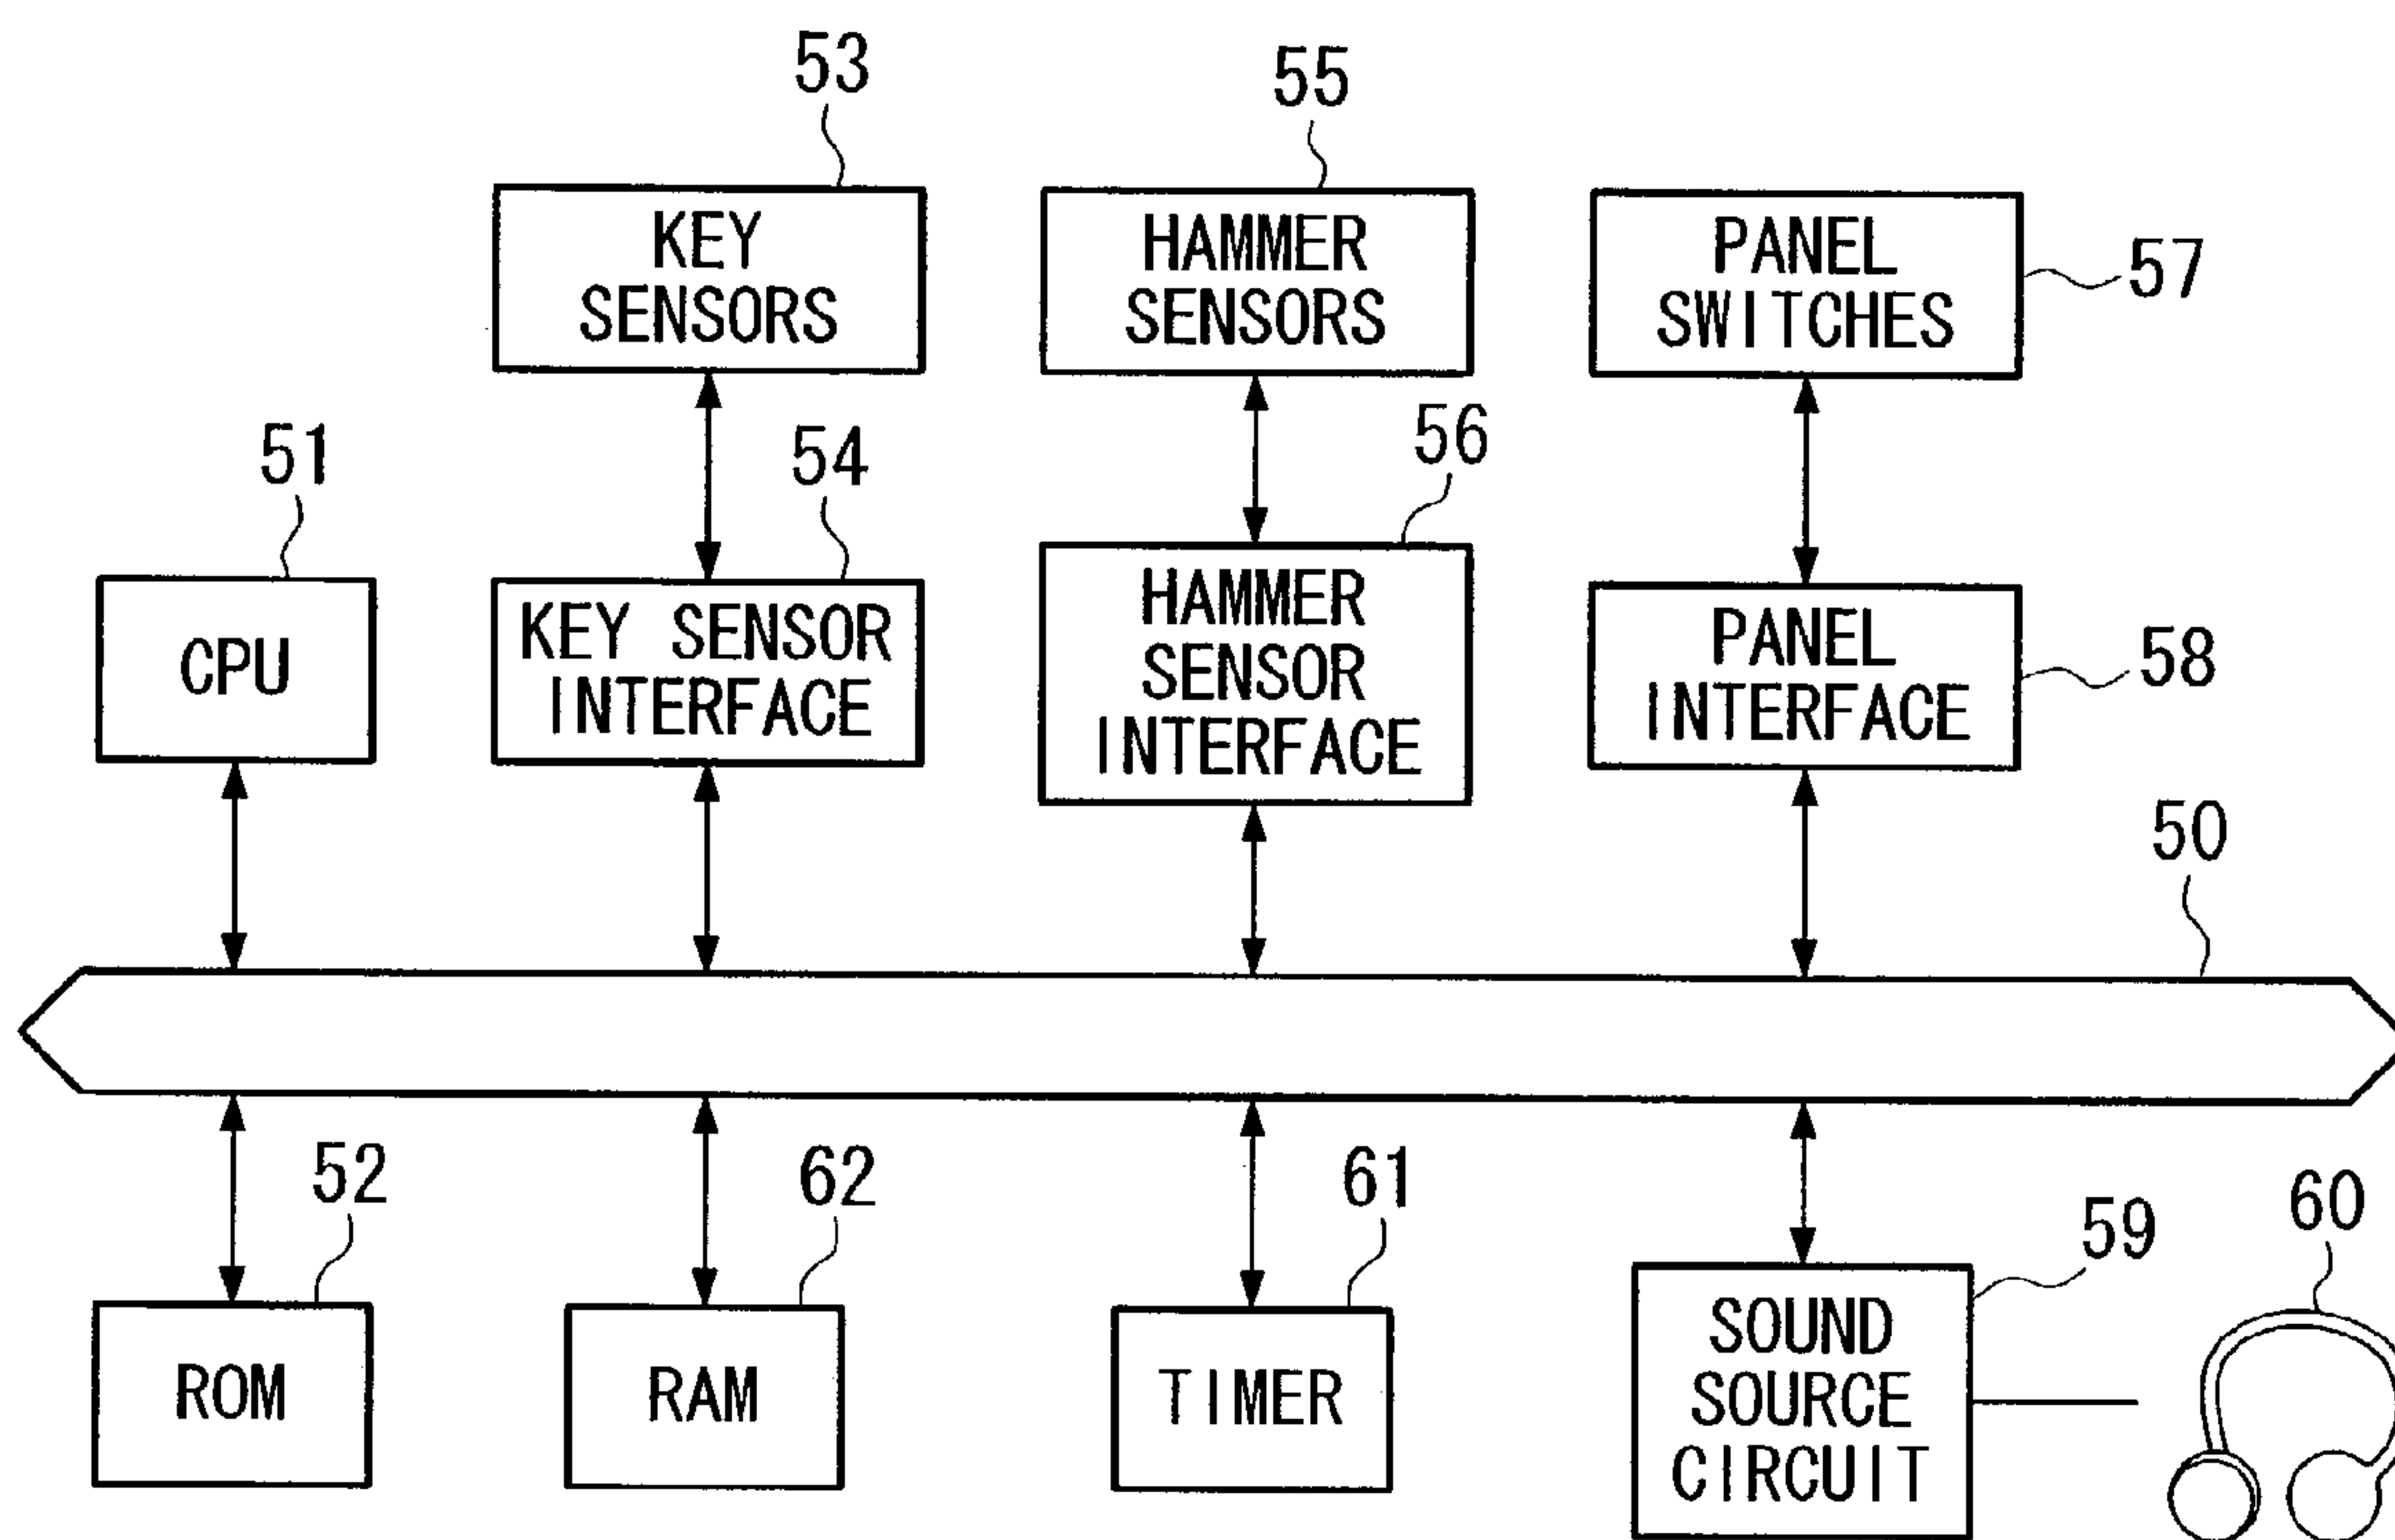 53
55
KEY
SENSORS
HAMMER
SENSORS
PANEL
SWITCHES
57
51
54
56
CPU
KEY SENSOR
INTERFACE
HAMMER
SENSOR
INTERFACE
PANEL
INTERFACE
58
50
52
62
61
59
60
ROM
RAM
TIMER
SOUND
SOURCE
CIRCUIT